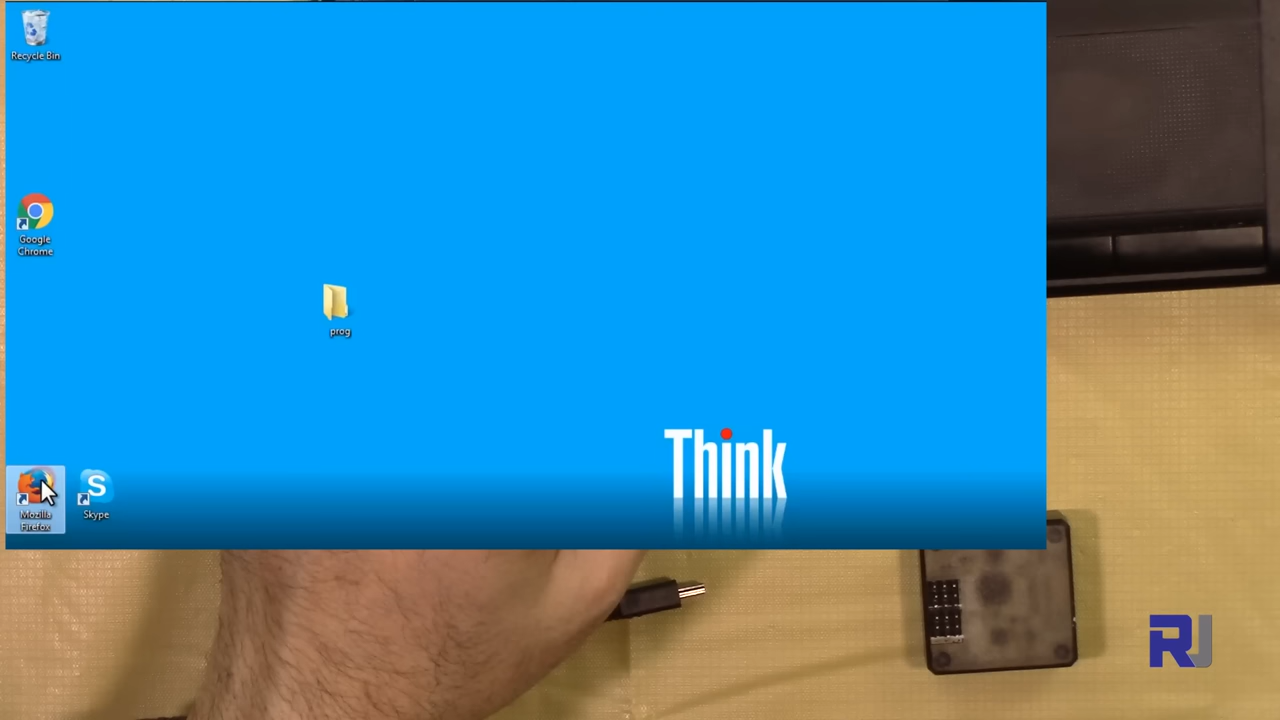 Recycle Bin
Google
Chrome
prog
Think
Mozilla
Firefox
S
Skype
RJ